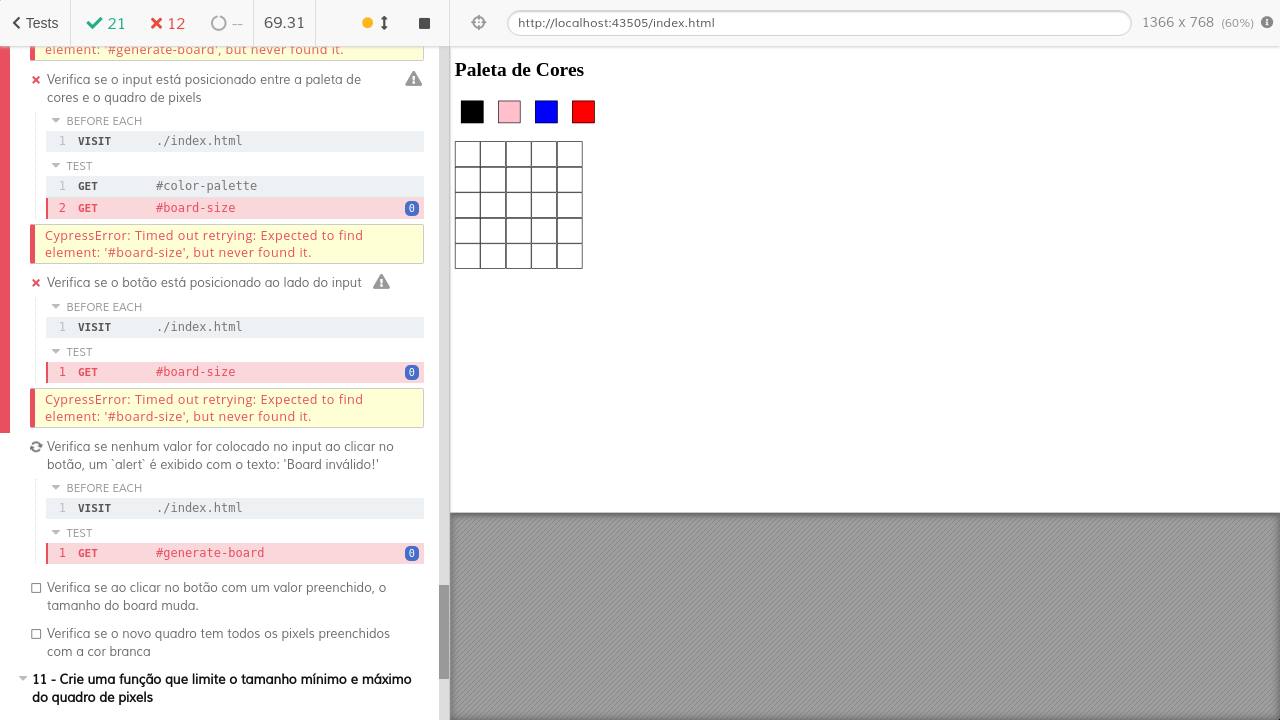 Tests
21
12
--
69.31
http://localhost:43505/index.html
1366 x 768 (60%)
element: '#generate-board', but never found it.
Verifica se o input está posicionado entre a paleta de
cores e o quadro de pixels
BEFORE EACH
1 VISIT ./index.html
TEST
1 GET #color-palette
2 GET #board-size 0
CypressError: Timed out retrying: Expected to find
element: '#board-size', but never found it.
Verifica se o botão está posicionado ao lado do input
BEFORE EACH
1 VISIT ./index.html
TEST
1 GET #board-size 0
CypressError: Timed out retrying: Expected to find
element: '#board-size', but never found it.
Verifica se nenhum valor for colocado no input ao clicar no
botão, um `alert` é exibido com o texto: 'Board inválido!'
BEFORE EACH
1 VISIT ./index.html
TEST
1 GET #generate-board 0
Verifica se ao clicar no botão com um valor preenchido, o
tamanho do board muda.
Verifica se o novo quadro tem todos os pixels preenchidos
com a cor branca
11 - Crie uma função que limite o tamanho mínimo e máximo
do quadro de pixels
Paleta de Cores